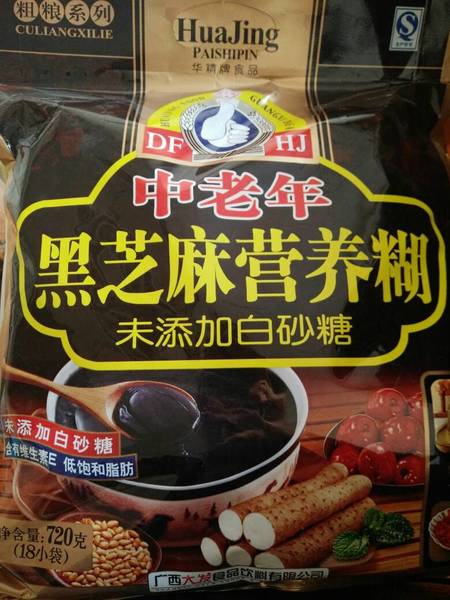 粗粮系列
CULIANGXILIE
HuaJing
PAISHIPIN
华精牌食品
DF HJ
中老年
黑芝麻营养糊
未添加白砂糖
未添加白砂糖
含有维生素E 低饱和脂肪
净含量:720克
(18小袋)
广西大发食品饮料有限公司